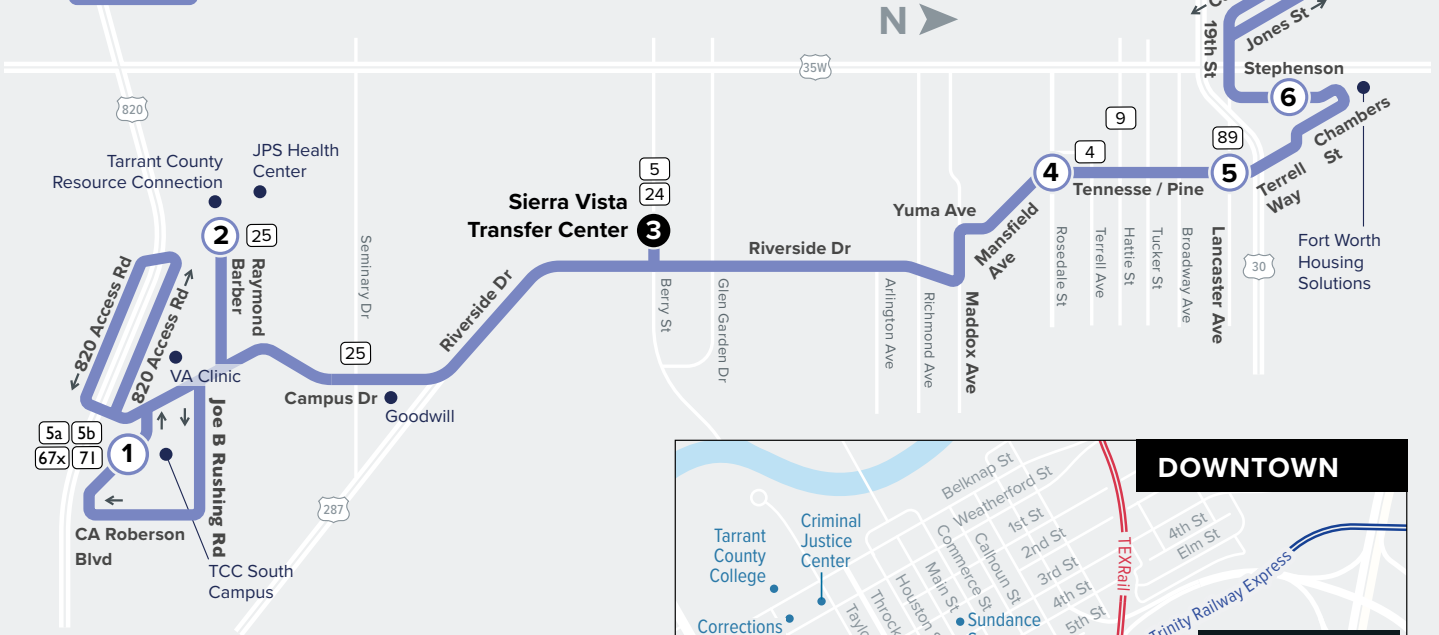 N
Jones St
19th St
35W
Stephenson
6
820
Chambers
St
9
JPS Health
Center
Tarrant County
Resource Connection
89
4
5
24
4
5
Tennesse / Pine
Terrell
Way
Sierra Vista
Transfer Center
3
Yuma Ave
Mansfield
Ave
2
25
Riverside Dr
Fort Worth
Housing
Solutions
30
Raymond
Barber
Seminary Dr
Riverside Dr
Berry St
Glen Garden Dr
Arlington Ave
Richmond Ave
Maddox Ave
Rosedale St
Terrell Ave
Hattie St
Tucker St
Broadway Ave
Lancaster Ave
820 Access Rd
820 Access Rd
VA Clinic
25
Campus Dr
Goodwill
5a
5b
67x
71
1
Joe B Rushing Rd
287
CA Roberson
Blvd
TCC South
Campus
DOWNTOWN
Belknap St
Weatherford St
1st St
2nd St
3rd St
4th St
5th St
4th St
Elm St
Criminal
Justice
Center
Tarrant
County
College
Commerce St
Calhoun St
Main St
Houston
Throck
Taylo
TEXRail
Trinity Railway Express
Corrections
Sundance